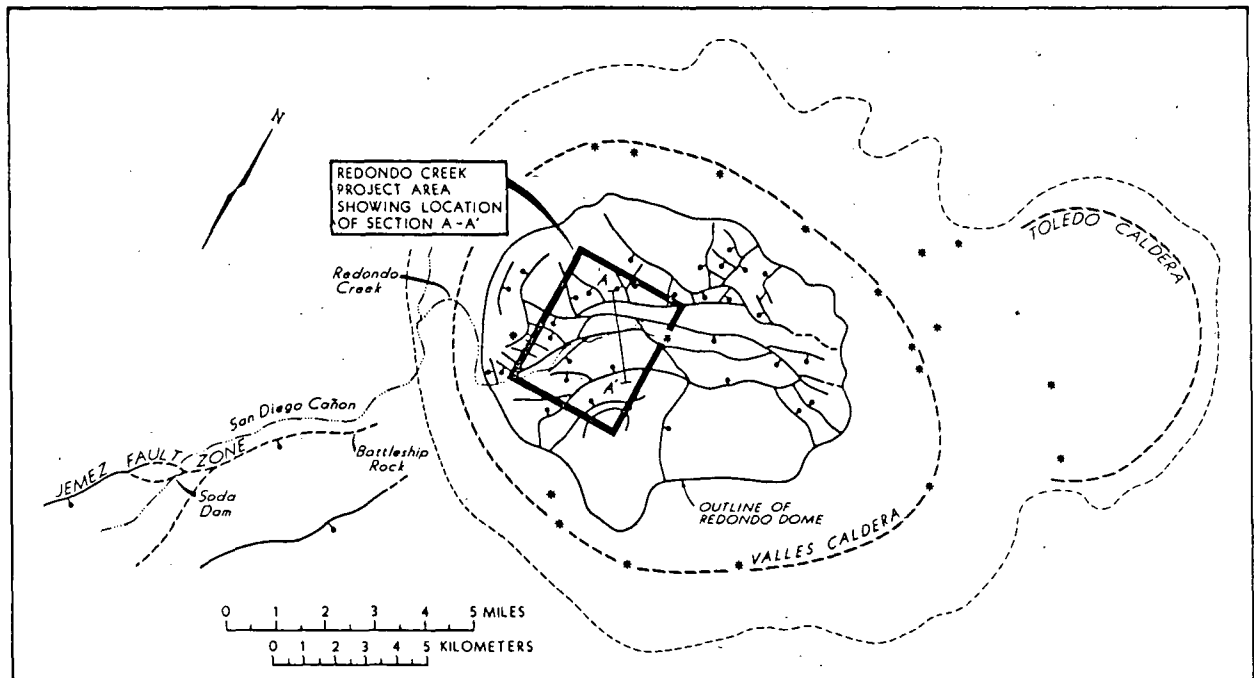 N
REDONDO CREEK
PROJECT AREA
SHOWING LOCATION
OF SECTION A-A'
Redondo
Creek
TOLEDO CALDERA
A
A'
San Diego Cañon
JEMEZ FAULT ZONE
Battleship
Rock
Soda
Dam
OUTLINE OF
REDONDO DOME
VALLES CALDERA
0 1 2 3 4 5 MILES
0 1 2 3 4 5 KILOMETERS